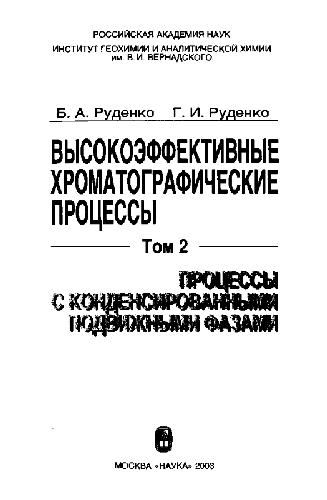 РОССИЙСКАЯ АКАДЕМИЯ НАУК
ИНСТИТУТ ГЕОХИМИИ И АНАЛИТИЧЕСКОЙ ХИМИИ
им. В. И. ВЕРНАДСКОГО
Б. А. Руденко Г. И. Руденко
ВЫСОКОЭФФЕКТИВНЫЕ
ХРОМАТОГРАФИЧЕСКИЕ
ПРОЦЕССЫ
Том 2
ПРОЦЕССЫ
С КОНДЕНСИРОВАННЫМИ
ПОДВИЖНЫМИ ФАЗАМИ
МОСКВА «НАУКА» 2003